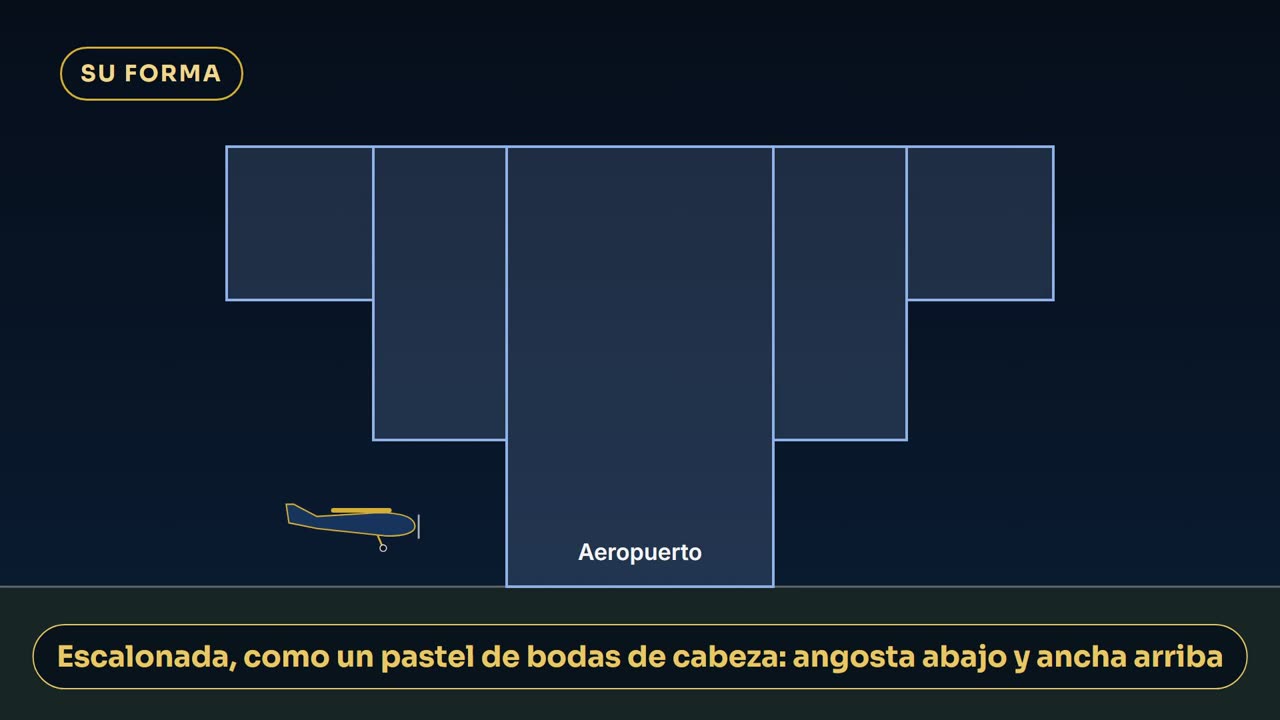 SU FORMA
Aeropuerto
Escalonada, como un pastel de bodas de cabeza: angosta abajo y ancha arriba